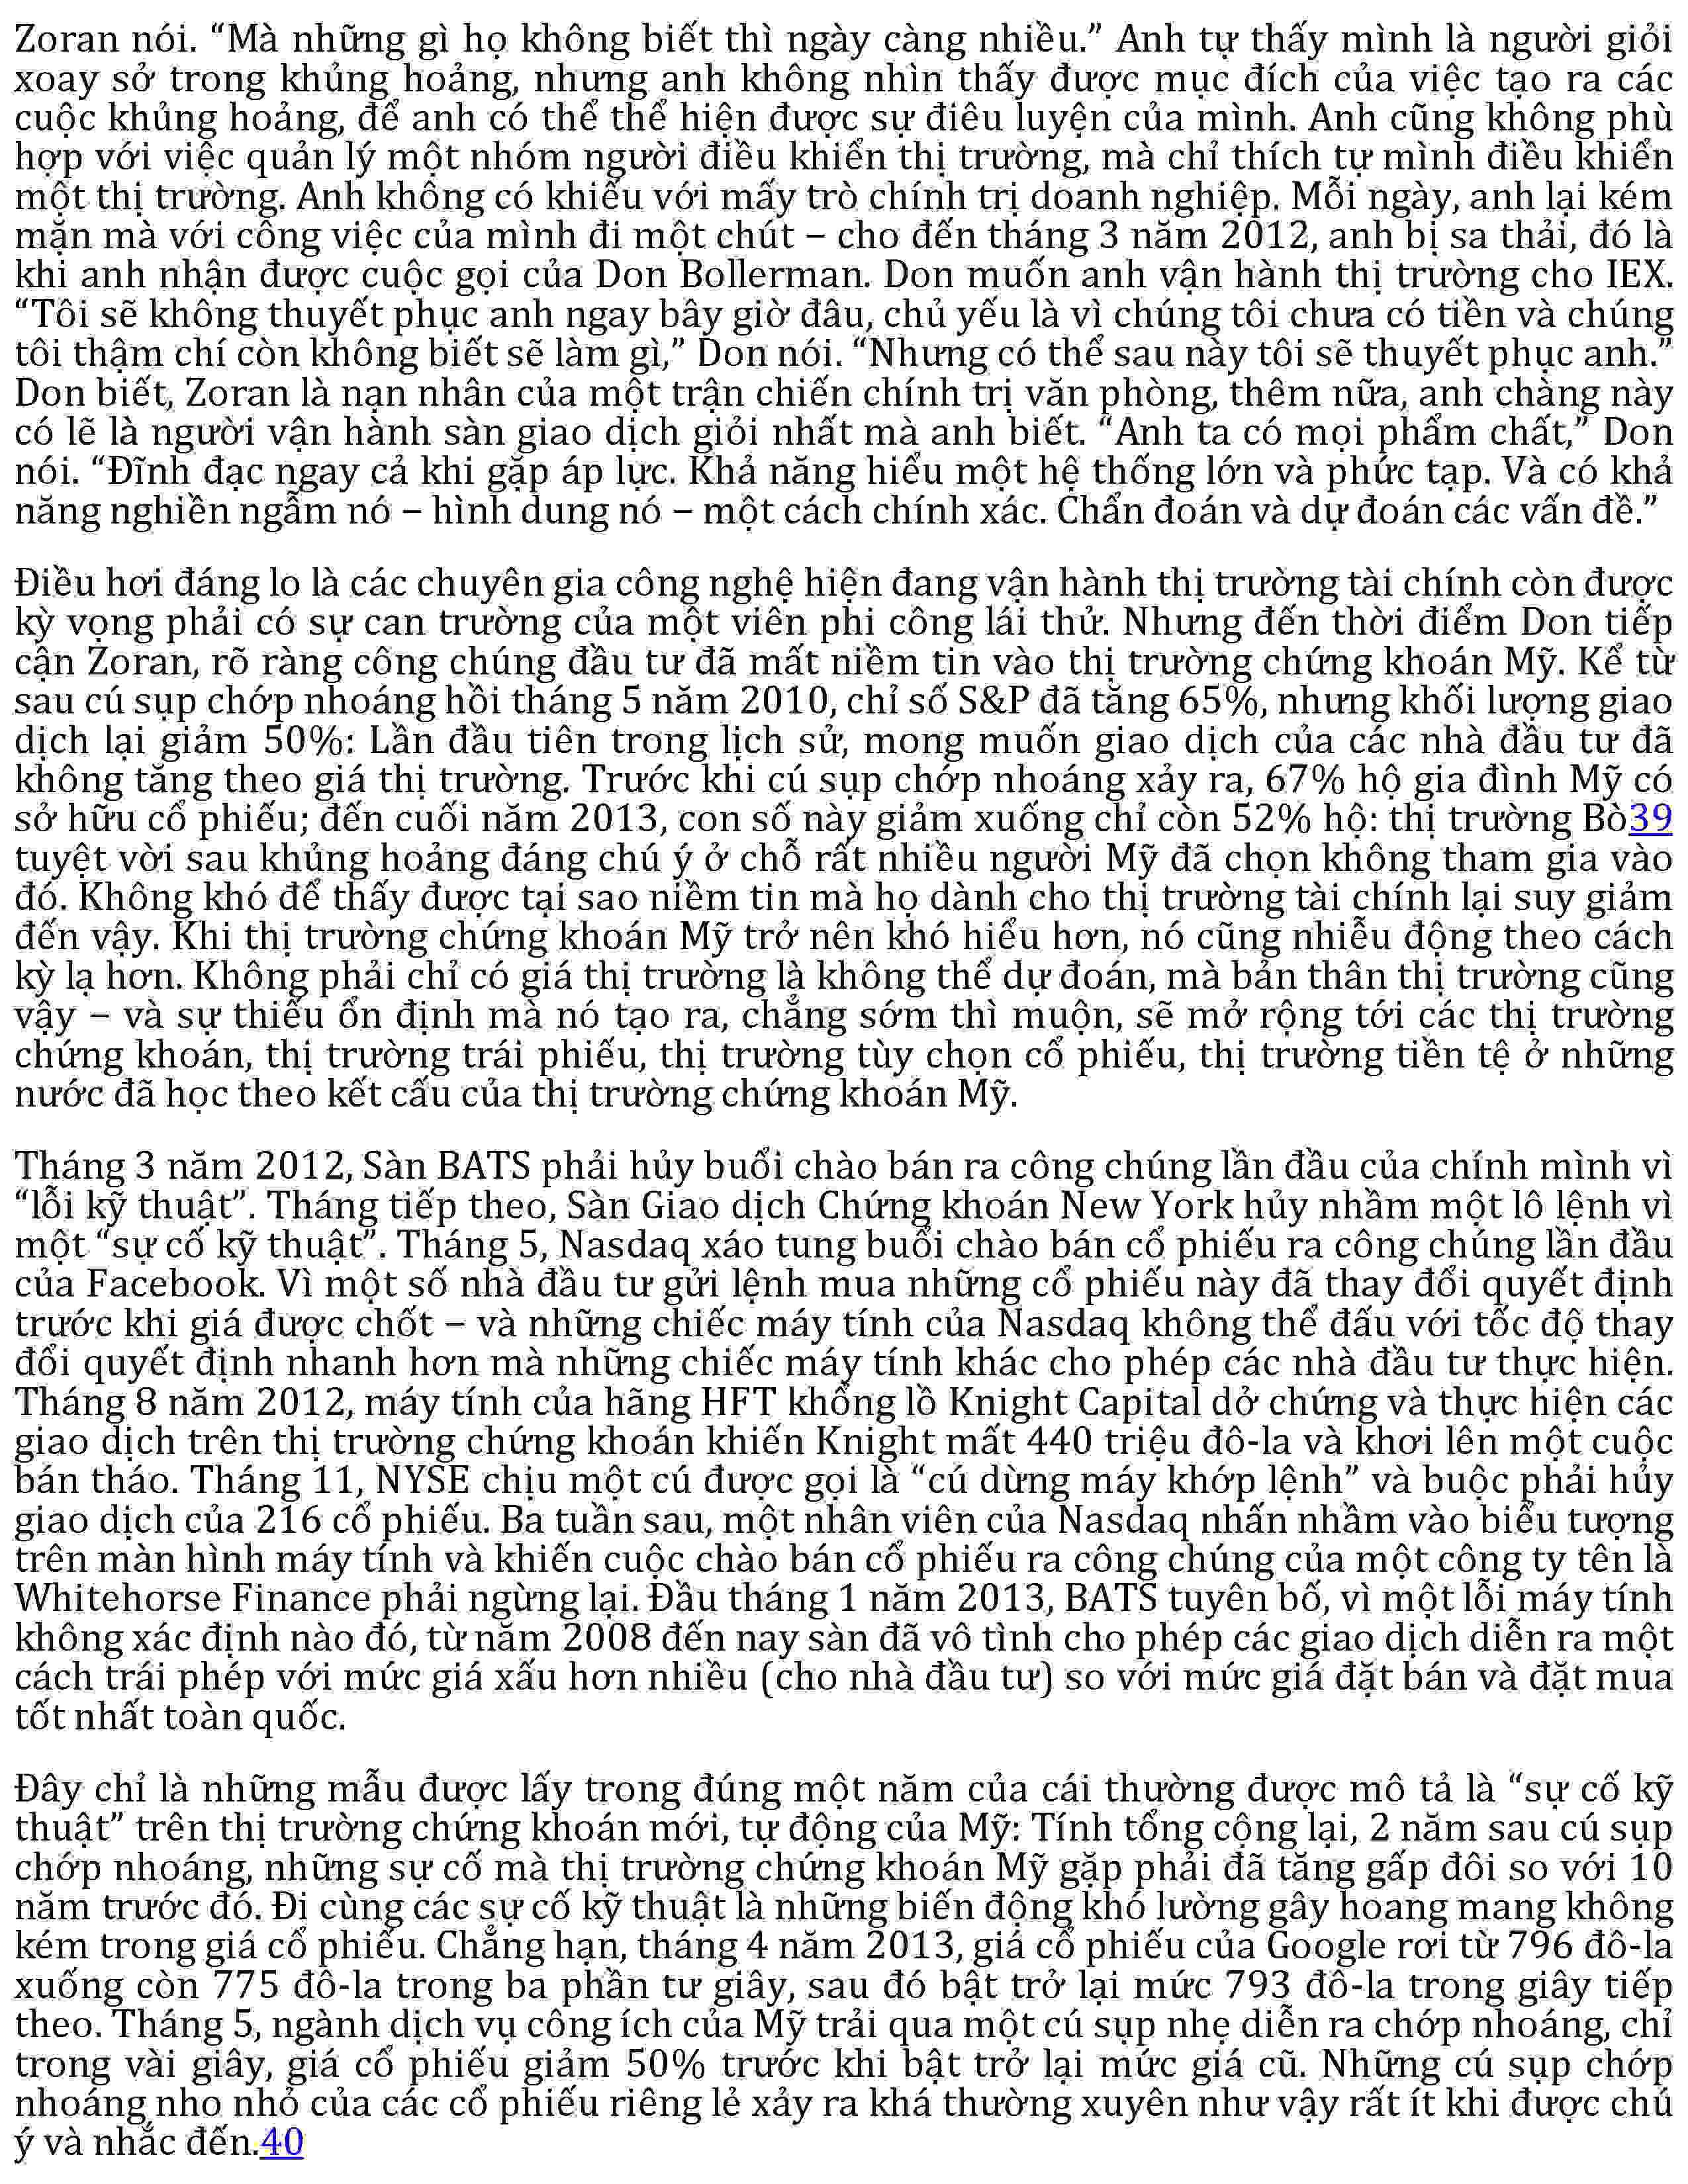 Zoran nói. “Mà những gì họ không biết thì ngày càng nhiều.” Anh tự thấy mình là người giỏi
xoay sở trong khủng hoảng, nhưng anh không nhìn thấy được mục đích của việc tạo ra các
cuộc khủng hoảng, để anh có thể thể hiện được sự điêu luyện của mình. Anh cũng không phù
hợp với việc quản lý một nhóm người điều khiển thị trường, mà chỉ thích tự mình điều khiển
một thị trường. Anh không có khiếu với mấy trò chính trị doanh nghiệp. Mỗi ngày, anh lại kém
mặn mà với công việc của mình đi một chút – cho đến tháng 3 năm 2012, anh bị sa thải, đó là
khi anh nhận được cuộc gọi của Don Bollerman. Don muốn anh vận hành thị trường cho IEX.
“Tôi sẽ không thuyết phục anh ngay bây giờ đâu, chủ yếu là vì chúng tôi chưa có tiền và chúng
tôi thậm chí còn không biết sẽ làm gì,” Don nói. “Nhưng có thể sau này tôi sẽ thuyết phục anh.”
Don biết, Zoran là nạn nhân của một trận chiến chính trị văn phòng, thêm nữa, anh chàng này
có lẽ là người vận hành sàn giao dịch giỏi nhất mà anh biết. “Anh ta có mọi phẩm chất,” Don
nói. “Đĩnh đạc ngay cả khi gặp áp lực. Khả năng hiểu một hệ thống lớn và phức tạp. Và có khả
năng nghiền ngẫm nó – hình dung nó – một cách chính xác. Chẩn đoán và dự đoán các vấn đề.”
Điều hơi đáng lo là các chuyên gia công nghệ hiện đang vận hành thị trường tài chính còn được
kỳ vọng phải có sự can trường của một viên phi công lái thử. Nhưng đến thời điểm Don tiếp
cận Zoran, rõ ràng công chúng đầu tư đã mất niềm tin vào thị trường chứng khoán Mỹ. Kể từ
sau cú sụp chớp nhoáng hồi tháng 5 năm 2010, chỉ số S&P đã tăng 65%, nhưng khối lượng giao
dịch lại giảm 50%: Lần đầu tiên trong lịch sử, mong muốn giao dịch của các nhà đầu tư đã
không tăng theo giá thị trường. Trước khi cú sụp chớp nhoáng xảy ra, 67% hộ gia đình Mỹ có
sở hữu cổ phiếu; đến cuối năm 2013, con số này giảm xuống chỉ còn 52% hộ: thị trường Bò39
tuyệt vời sau khủng hoảng đáng chú ý ở chỗ rất nhiều người Mỹ đã chọn không tham gia vào
đó. Không khó để thấy được tại sao niềm tin mà họ dành cho thị trường tài chính lại suy giảm
đến vậy. Khi thị trường chứng khoán Mỹ trở nên khó hiểu hơn, nó cũng nhiễu động theo cách
kỳ lạ hơn. Không phải chỉ có giá thị trường là không thể dự đoán, mà bản thân thị trường cũng
vậy – và sự thiếu ổn định mà nó tạo ra, chẳng sớm thì muộn, sẽ mở rộng tới các thị trường
chứng khoán, thị trường trái phiếu, thị trường tùy chọn cổ phiếu, thị trường tiền tệ ở những
nước đã học theo kết cấu của thị trường chứng khoán Mỹ.
Tháng 3 năm 2012, Sàn BATS phải hủy buổi chào bán ra công chúng lần đầu của chính mình vì
“lỗi kỹ thuật”. Tháng tiếp theo, Sàn Giao dịch Chứng khoán New York hủy nhầm một lô lệnh vì
một “sự cố kỹ thuật”. Tháng 5, Nasdaq xáo tung buổi chào bán cổ phiếu ra công chúng lần đầu
của Facebook. Vì một số nhà đầu tư gửi lệnh mua những cổ phiếu này đã thay đổi quyết định
trước khi giá được chốt – và những chiếc máy tính của Nasdaq không thể đấu với tốc độ thay
đổi quyết định nhanh hơn mà những chiếc máy tính khác cho phép các nhà đầu tư thực hiện.
Tháng 8 năm 2012, máy tính của hãng HFT khổng lồ Knight Capital dở chứng và thực hiện các
giao dịch trên thị trường chứng khoán khiến Knight mất 440 triệu đô-la và khơi lên một cuộc
bán tháo. Tháng 11, NYSE chịu một cú được gọi là “cú dừng máy khớp lệnh” và buộc phải hủy
giao dịch của 216 cổ phiếu. Ba tuần sau, một nhân viên của Nasdaq nhấn nhầm vào biểu tượng
trên màn hình máy tính và khiến cuộc chào bán cổ phiếu ra công chúng của một công ty tên là
Whitehorse Finance phải ngừng lại. Đầu tháng 1 năm 2013, BATS tuyên bố, vì một lỗi máy tính
không xác định nào đó, từ năm 2008 đến nay sàn đã vô tình cho phép các giao dịch diễn ra một
cách trái phép với mức giá xấu hơn nhiều (cho nhà đầu tư) so với mức giá đặt bán và đặt mua
tốt nhất toàn quốc.
Đây chỉ là những mẫu được lấy trong đúng một năm của cái thường được mô tả là “sự cố kỹ
thuật” trên thị trường chứng khoán mới, tự động của Mỹ: Tính tổng cộng lại, 2 năm sau cú sụp
chớp nhoáng, những sự cố mà thị trường chứng khoán Mỹ gặp phải đã tăng gấp đôi so với 10
năm trước đó. Đi cùng các sự cố kỹ thuật là những biến động khó lường gây hoang mang không
kém trong giá cổ phiếu. Chẳng hạn, tháng 4 năm 2013, giá cổ phiếu của Google rơi từ 796 đô-la
xuống còn 775 đô-la trong ba phần tư giây, sau đó bật trở lại mức 793 đô-la trong giây tiếp
theo. Tháng 5, ngành dịch vụ công ích của Mỹ trải qua một cú sụp nhẹ diễn ra chớp nhoáng, chỉ
trong vài giây, giá cổ phiếu giảm 50% trước khi bật trở lại mức giá cũ. Những cú sụp chớp
nhoáng nho nhỏ của các cổ phiếu riêng lẻ xảy ra khá thường xuyên như vậy rất ít khi được chú
ý và nhắc đến.40